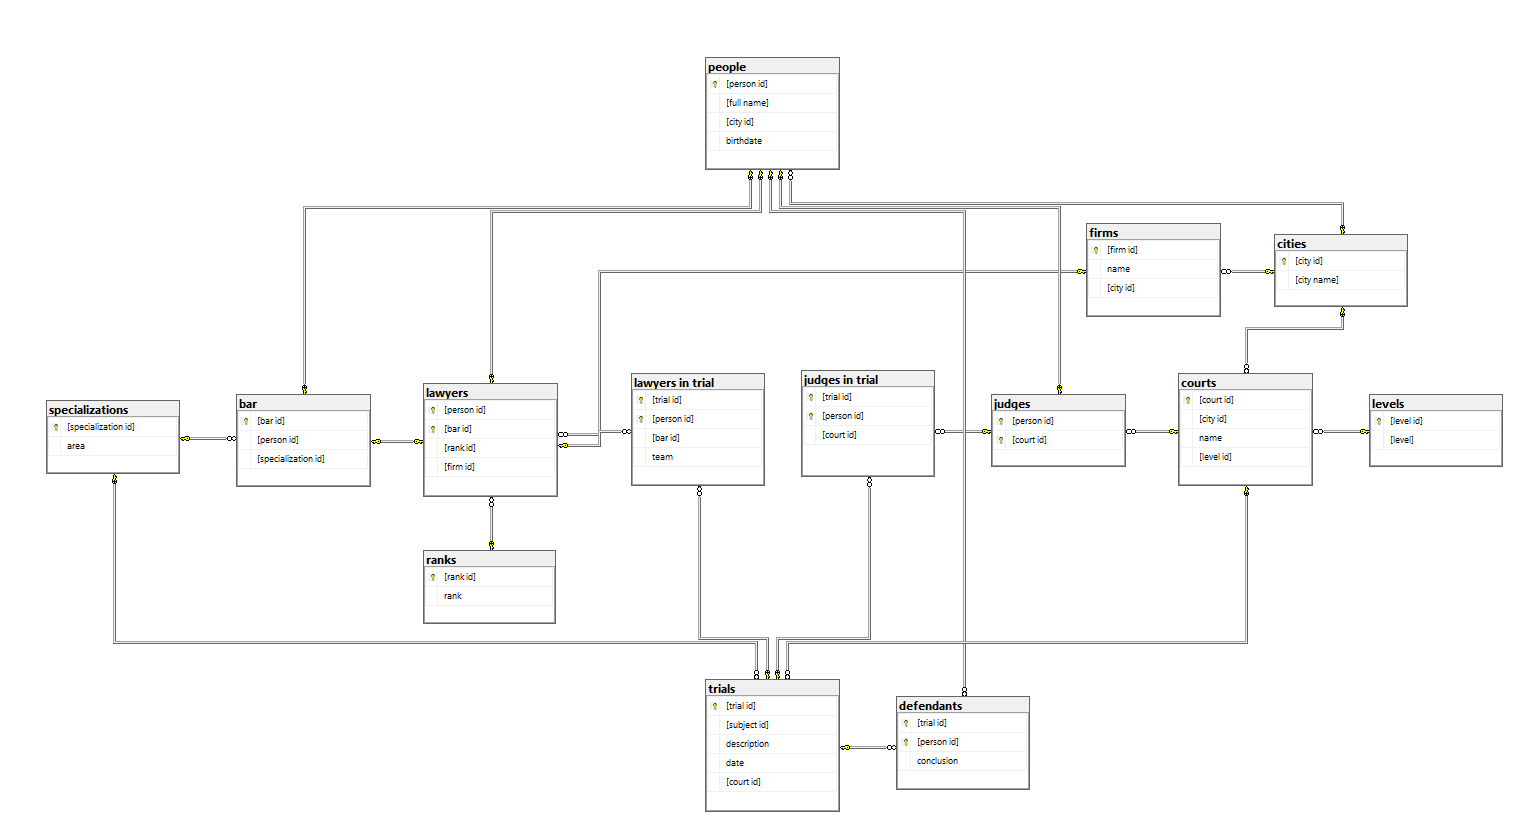 people
[person id]
[full name]
[city id]
birthdate
firms
[firm id]
name
[city id]
cities
[city id]
[city name]
specializations
[specialization id]
area
bar
[bar id]
[person id]
[specialization id]
lawyers
[person id]
[bar id]
[rank id]
[firm id]
lawyers in trial
[trial id]
[person id]
[bar id]
team
judges in trial
[trial id]
[person id]
[court id]
judges
[person id]
[court id]
courts
[court id]
[city id]
name
[level id]
levels
[level id]
[level]
ranks
[rank id]
rank
trials
[trial id]
[subject id]
description
date
[court id]
defendants
[trial id]
[person id]
conclusion